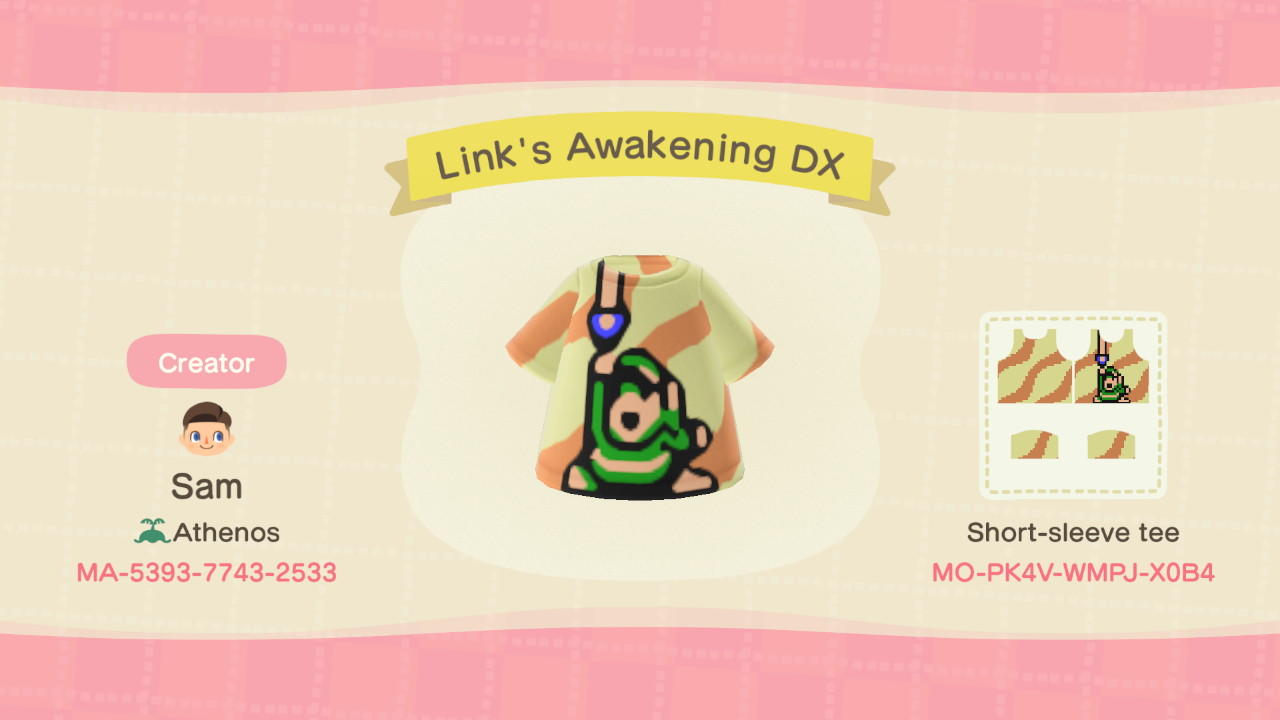 Link's Awakening DX
Creator
Sam
Athenos
MA-5393-7743-2533
Short-sleeve tee
MO-PK4V-WMPJ-X0B4